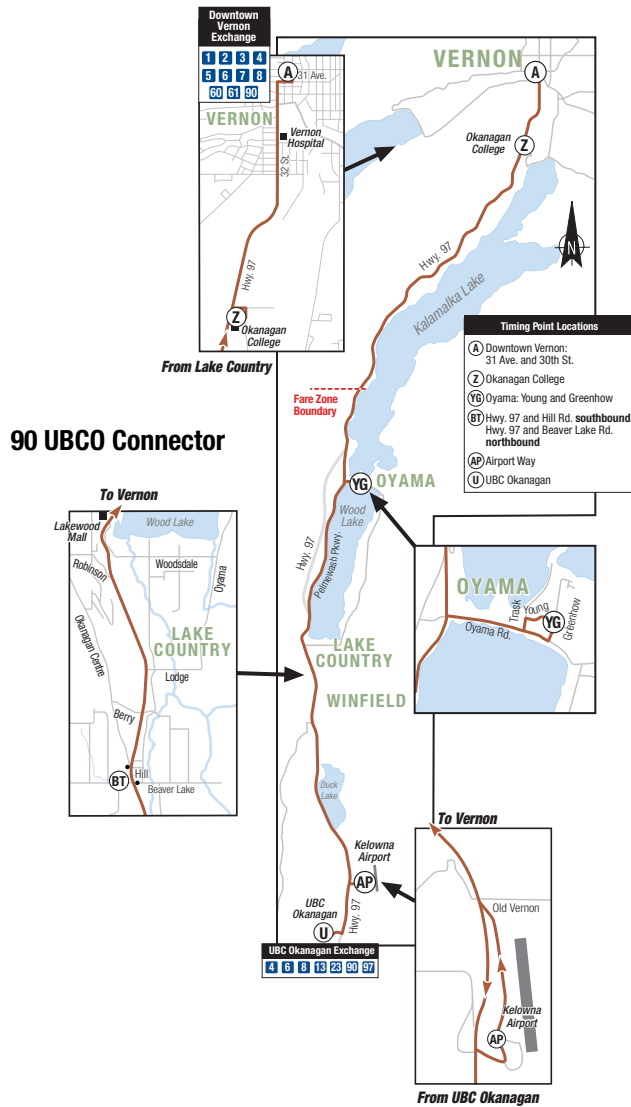 Downtown
Vernon
Exchange
1 2 3 4
5 6 7 8
60 61 90
A
31 Ave.
VERNON
Vernon
Hospital
32 St.
Hwy. 97
Z
Okanagan
College
From Lake Country
VERNON
A
Okanagan
College
Z
Hwy. 97
Kalamalka Lake
N
Timing Point Locations
A Downtown Vernon:
31 Ave. and 30th St.
Z Okanagan College
YG Oyama: Young and Greenhow
BT Hwy. 97 and Hill Rd. southbound
Hwy. 97 and Beaver Lake Rd.
northbound
AP Airport Way
U UBC Okanagan
Fare Zone
Boundary
90 UBCO Connector
YG
OYAMA
Wood
Lake
Hwy. 97
Pelmewash Pkwy.
LAKE
COUNTRY
WINFIELD
Duck
Lake
Kelowna
Airport
AP
UBC
Okanagan
U
Hwy. 97
UBC Okanagan Exchange
4 6 8 13 23 90 97
To Vernon
Lakewood
Mall
Wood Lake
Robinson
Woodsdale
Oyama
Okanagan Centre
LAKE
COUNTRY
Lodge
Berry
Hill
BT
Beaver Lake
OYAMA
Trask
Young
YG
Greenhow
Oyama Rd.
To Vernon
Old Vernon
Kelowna
Airport
AP
From UBC Okanagan